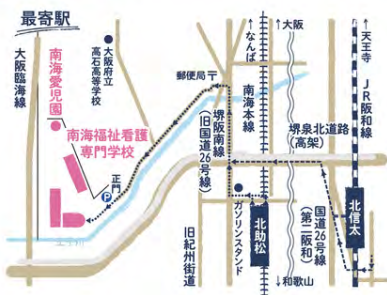 最寄駅
大阪臨海線
南海愛児園
大阪府立
高石高等学校
南海福祉看護
専門学校
正門
P
王子川
郵便局〒
堺阪南線
(旧国道26号線)
旧紀州街道
↑なんば
南海本線
↑大阪
堺泉北道路
(高架)
↑天王寺
JR阪和線
ガソリンスタンド
北助松
国道26号線
(第二阪和)
北信太
↓和歌山